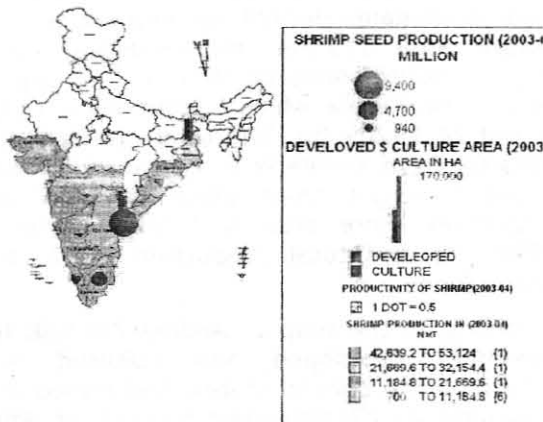 SHRIMP SEED PRODUCTION (2003-0
MILLION
9,400
4,700
940
DEVELOVED $ CULTURE AREA (2003
AREA IN HA
170,000
DEVELEOPED
CULTURE
PRODUCTIVITY OF SHIRMP(2003-04)
1 DOT = 0.5
SHRIMP PRODUCTION IN (2003-04)
NMT
42,639.2 TO 53,124 (1)
21,669.6 TO 32,154.4 (1)
11,184.8 TO 21,669.6 (1)
700 TO 11,184.8 (6)